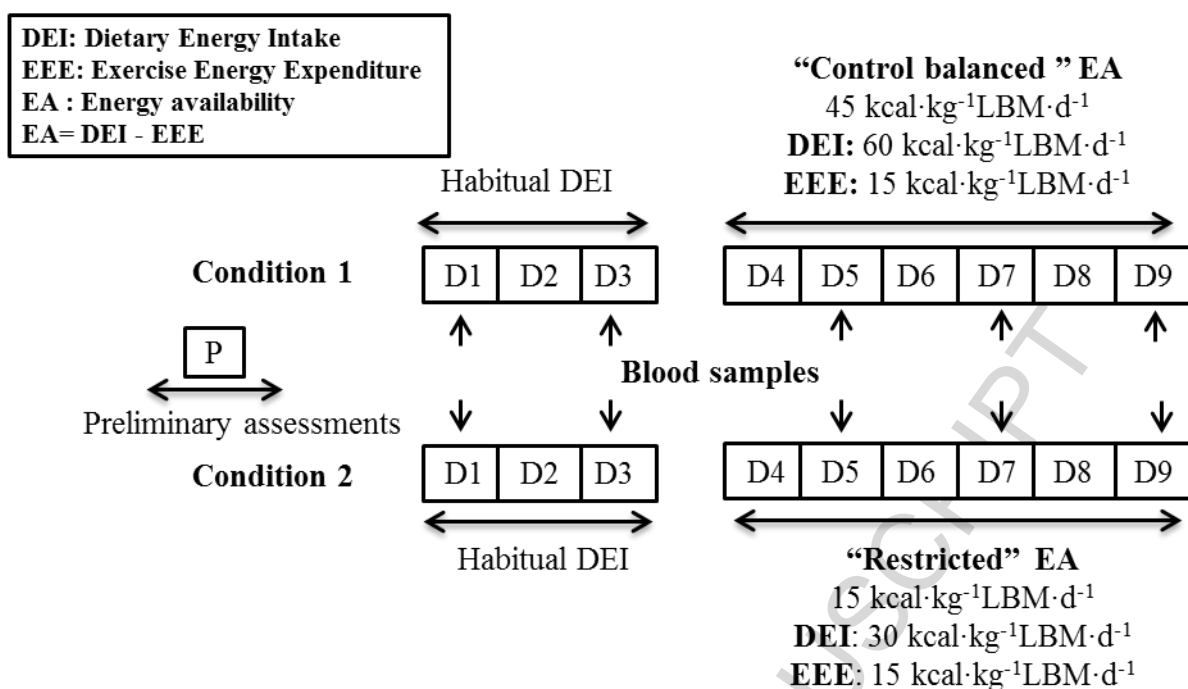 DEI: Dietary Energy Intake
EEE: Exercise Energy Expenditure
EA : Energy availability
EA= DEI - EEE
“Control balanced ” EA
45 kcal·kg⁻¹LBM·d⁻¹
DEI: 60 kcal·kg⁻¹LBM·d⁻¹
EEE: 15 kcal·kg⁻¹LBM·d⁻¹
Habitual DEI
Condition 1 D1 D2 D3 D4 D5 D6 D7 D8 D9
P
Blood samples
Preliminary assessments
Condition 2 D1 D2 D3 D4 D5 D6 D7 D8 D9
Habitual DEI
“Restricted” EA
15 kcal·kg⁻¹LBM·d⁻¹
DEI: 30 kcal·kg⁻¹LBM·d⁻¹
EEE: 15 kcal·kg⁻¹LBM·d⁻¹
USCRIPT